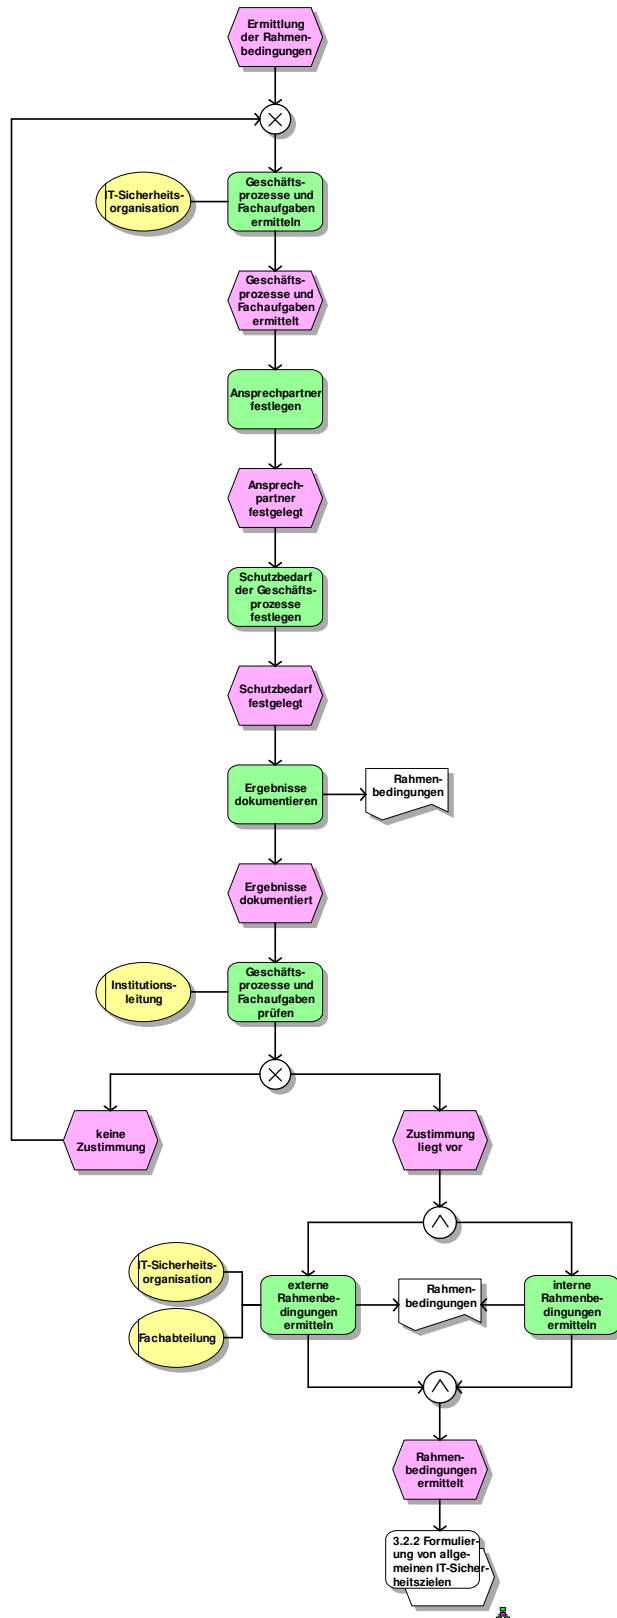 Ermittlung
der Rahmen-
bedingungen
IT-Sicherheits-
organisation
Geschäfts-
prozesse und
Fachaufgaben
ermitteln
Geschäfts-
prozesse und
Fachaufgaben
ermittelt
Ansprechpartner
festlegen
Ansprech-
partner
festgelegt
Schutzbedarf
der Geschäfts-
prozesse
festlegen
Schutzbedarf
festgelegt
Ergebnisse
dokumentieren
Rahmen-
bedingungen
Ergebnisse
dokumentiert
Institutions-
leitung
Geschäfts-
prozesse und
Fachaufgaben
prüfen
keine
Zustimmung
Zustimmung
liegt vor
IT-Sicherheits-
organisation
Fachabteilung
externe
Rahmenbe-
dingungen
ermitteln
Rahmen-
bedingungen
interne
Rahmenbe-
dingungen
ermitteln
Rahmen-
bedingungen
ermittelt
3.2.2 Formulier-
ung von allge-
meinen IT-Sicher-
heitszielen